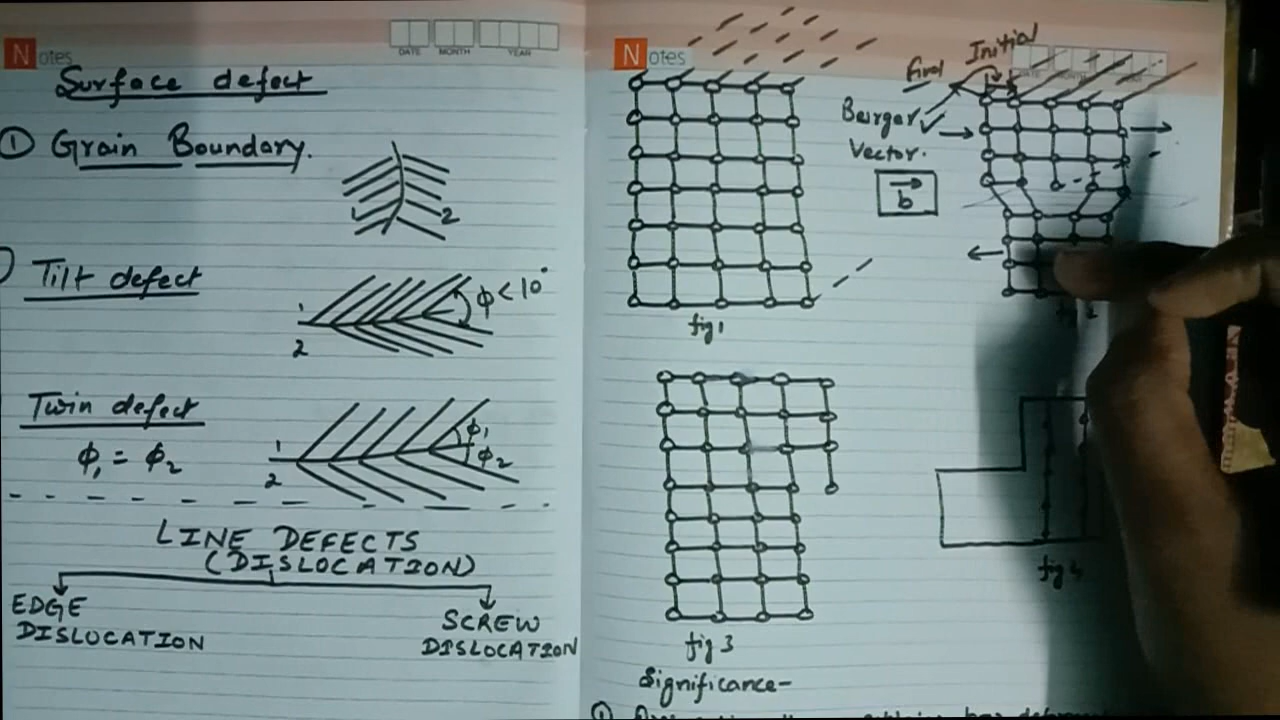 Notes
DATE MONTH YEAR
Surface defect
① Grain Boundary.
2
Tilt defect
ϕ < 10°
1
2
Twin defect
ϕ₁ = ϕ₂
1
2
ϕ₁
ϕ₂
LINE DEFECTS
(DISLOCATION)
EDGE
DISLOCATION
SCREW
DISLOCATION
Notes
Initial
final
Burgar
Vector.
b
fig 1
fig 3
fig 4
Significance-
①